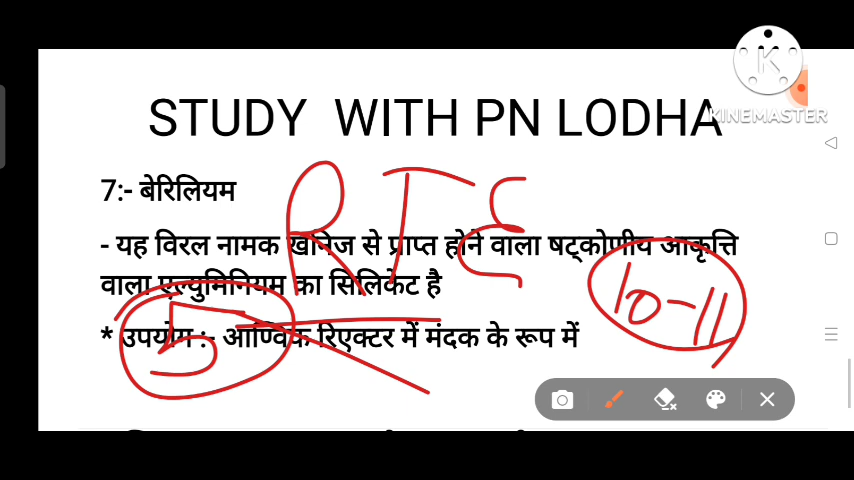 KINEMASTER
STUDY WITH PN LODHA
7:- बेरिलियम
- यह विरल नामक खनिज से प्राप्त होने वाला षट्कोणीय आकृत्ति
वाला एल्युमिनियम का सिलिकेट है
* उपयोग :- आण्विक रिएक्टर में मंदक के रूप में
RTE
10-11
5